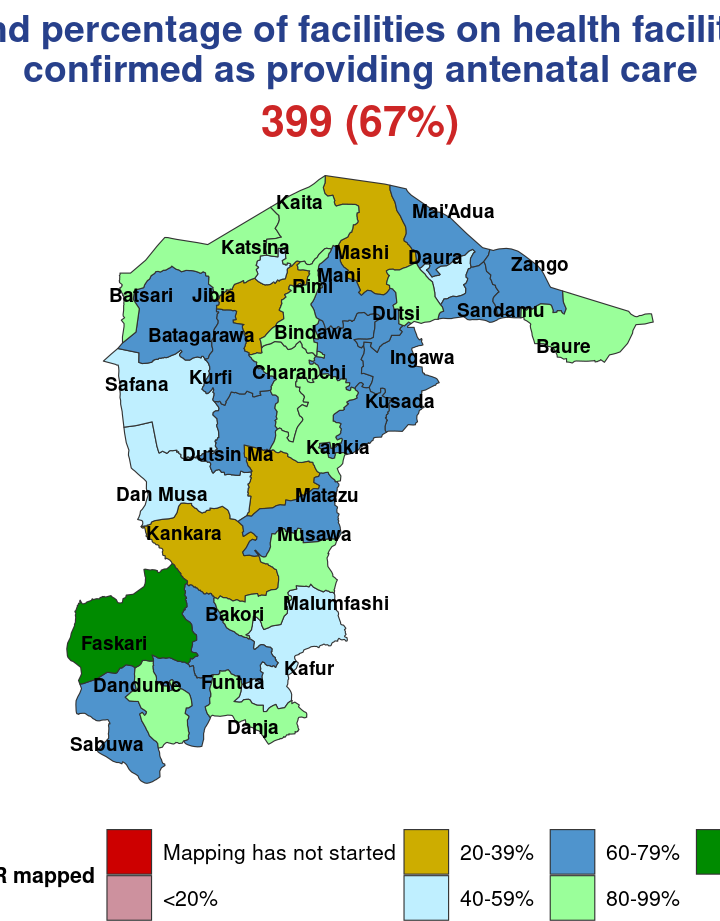 nd percentage of facilities on health facilit
confirmed as providing antenatal care
399 (67%)
Kaita
Mai'Adua
Katsina
Mashi
Daura
Zango
Mani
Rimi
Batsari
Jibia
Dutsi
Sandamu
Batagarawa
Bindawa
Baure
Ingawa
Safana
Kurfi
Charanchi
Kusada
Dutsin Ma
Kankia
Dan Musa
Matazu
Kankara
Musawa
Malumfashi
Bakori
Faskari
Kafur
Dandume
Funtua
Danja
Sabuwa
Mapping has not started
20-39%
60-79%
R mapped
<20%
40-59%
80-99%